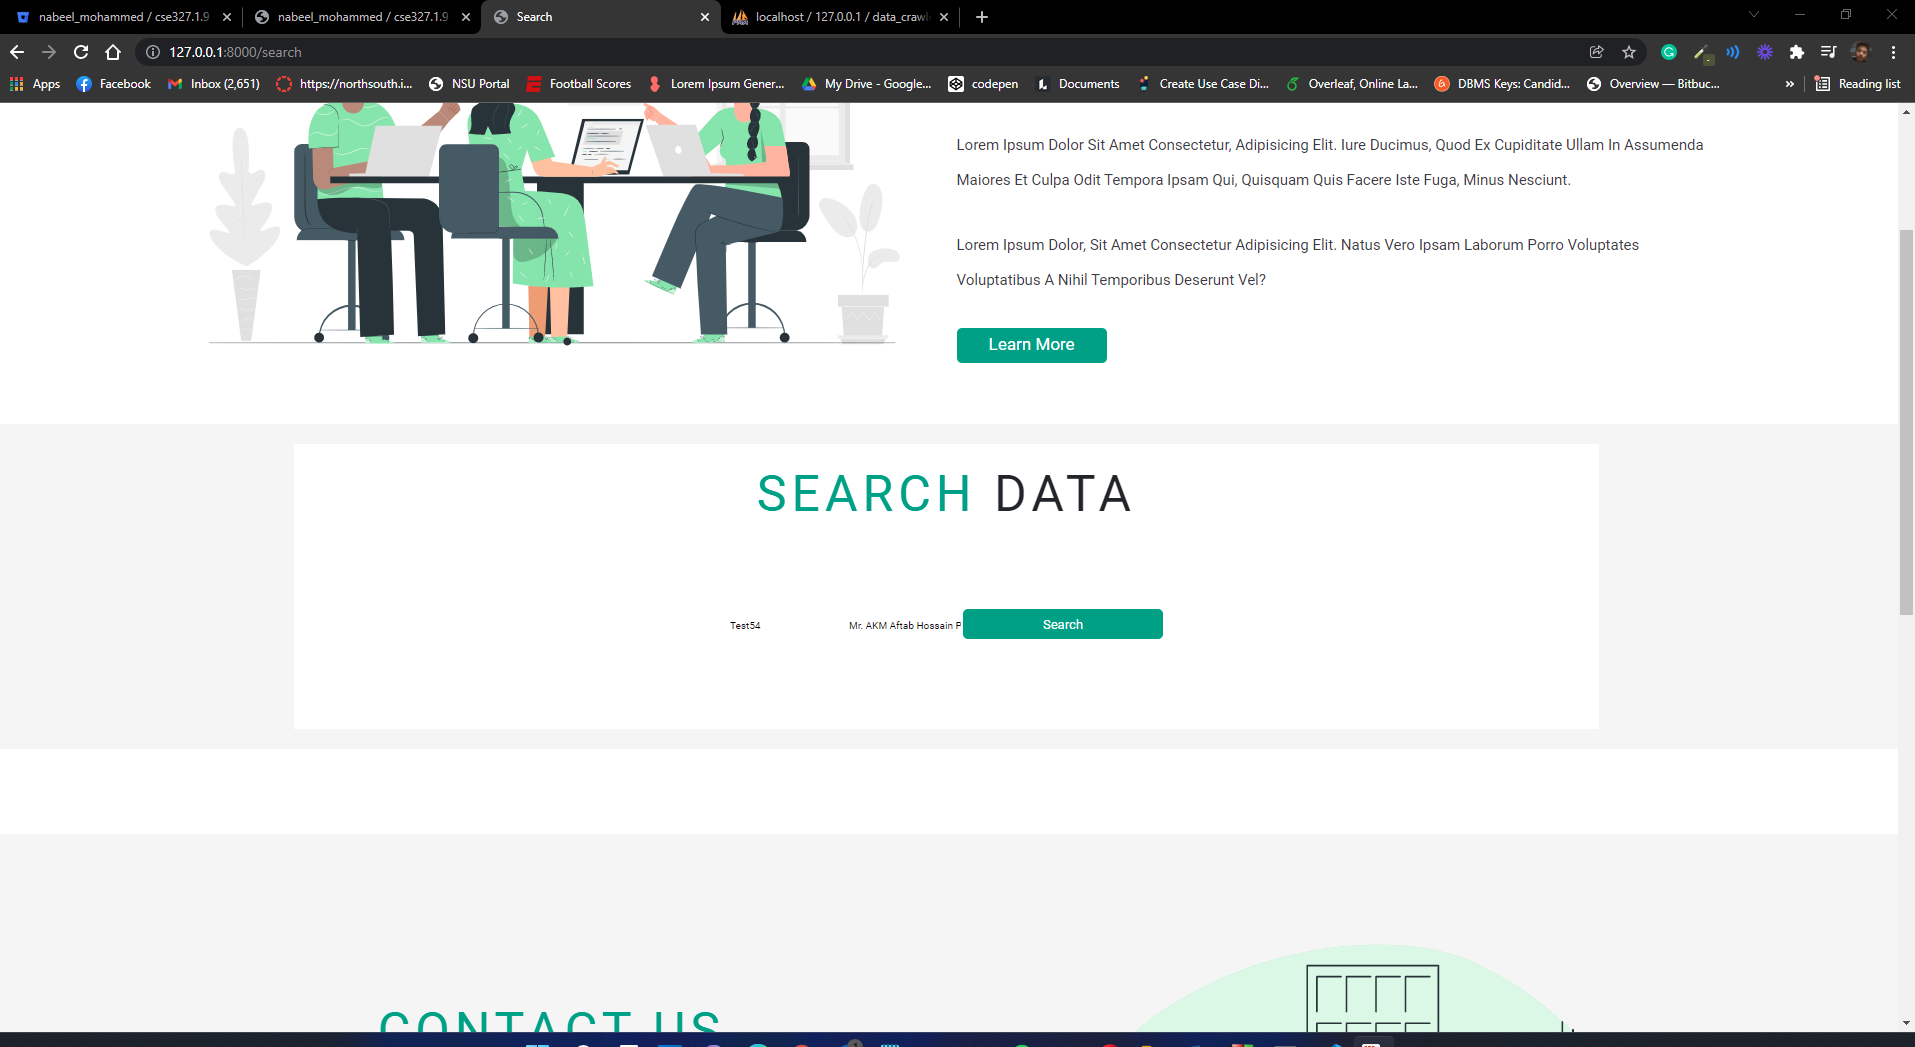 nabeel_mohammed / cse327.1.9
nabeel_mohammed / cse327.1.9
Search
localhost / 127.0.0.1 / data_crawl
127.0.0.1:8000/search
Apps
Facebook
Inbox (2,651)
https://northsouth.i...
NSU Portal
Football Scores
Lorem Ipsum Gener...
My Drive - Google...
codepen
Documents
Create Use Case Di...
Overleaf, Online La...
DBMS Keys: Candid...
Overview — Bitbuc...
»
Reading list
Lorem Ipsum Dolor Sit Amet Consectetur, Adipisicing Elit. Iure Ducimus, Quod Ex Cupiditate Ullam In Assumenda
Maiores Et Culpa Odit Tempora Ipsam Qui, Quisquam Quis Facere Iste Fuga, Minus Nesciunt.
Lorem Ipsum Dolor, Sit Amet Consectetur Adipisicing Elit. Natus Vero Ipsam Laborum Porro Voluptates
Voluptatibus A Nihil Temporibus Deserunt Vel?
Learn More
SEARCH DATA
Test54
Mr. AKM Aftab Hossain P
Search
CONTACT US